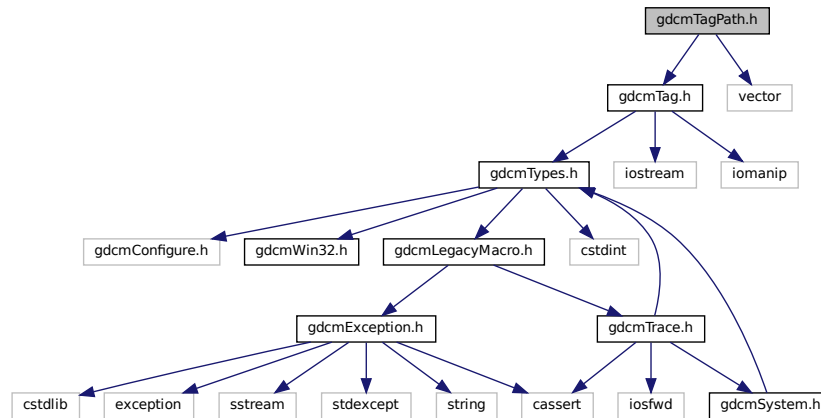 gdcmTagPath.h
gdcmTag.h
vector
gdcmTypes.h
iostream
iomanip
gdcmConfigure.h
gdcmWin32.h
gdcmLegacyMacro.h
cstdint
gdcmException.h
gdcmTrace.h
cstdlib
exception
sstream
stdexcept
string
cassert
iosfwd
gdcmSystem.h